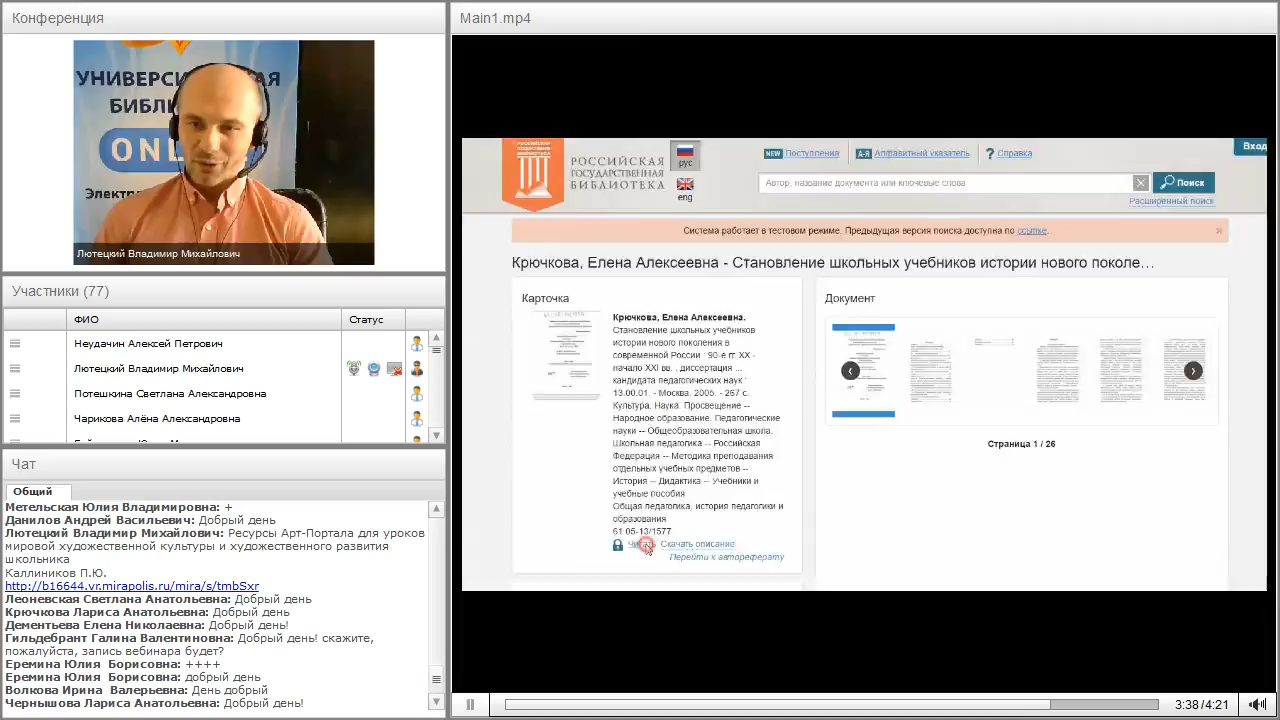 Конференция
УНИВЕРСИ
АЯ
БИБЛИ
ONL
Электро
Лютецкий Владимир Михайлович
Участники (77)
ФИО
Статус
Неудачин Алексей Петрович
Лютецкий Владимир Михайлович
Потешкина Светлана Александровна
Чарикова Алёна Александровна
Чат
Общий
Метельская Юлия Владимировна: +
Данилов Андрей Васильевич: Добрый день
Лютецкий Владимир Михайлович: Ресурсы Арт-Портала для уроков
мировой художественной культуры и художественного развития
школьника
Каллиников П.Ю.
http://b16644.vr.mirapolis.ru/mira/s/tmbSxr
Леоневская Светлана Анатольевна: Добрый день
Крючкова Лариса Анатольевна: Добрый день
Дементьева Елена Николаевна: Добрый день!
Гильдебрант Галина Валентиновна: Добрый день! скажите,
пожалуйста, запись вебинара будет?
Еремина Юлия Борисовна: ++++
Еремина Юлия Борисовна: добрый день
Волкова Ирина Валерьевна: День добрый
Чернышова Лариса Анатольевна: Добрый день!
Main1.mp4
РОССИЙСКАЯ
ГОСУДАРСТВЕННАЯ
БИБЛИОТЕКА
РОССИЙСКАЯ
ГОСУДАРСТВЕННАЯ
БИБЛИОТЕКА
рус
eng
NEW Поступления
А-Я Алфавитный указатель
? Справка
Вход
Автор, название документа или ключевые слова
Поиск
Расширенный поиск
Система работает в тестовом режиме. Предыдущая версия поиска доступна по ссылке.
Крючкова, Елена Алексеевна - Становление школьных учебников истории нового поколе…
Карточка
Крючкова, Елена Алексеевна.
Становление школьных учебников
истории нового поколения в
современной России : 90-е гг. XX -
начало XXI вв. : диссертация ...
кандидата педагогических наук :
13.00.01. - Москва, 2005. - 267 с.
Культура. Наука. Просвещение --
Народное образование. Педагогические
науки -- Общеобразовательная школа.
Школьная педагогика -- Российская
Федерация -- Методика преподавания
отдельных учебных предметов --
История -- Дидактика -- Учебники и
учебные пособия
Общая педагогика, история педагогики и
образования
61 05-13/1577
Читать Скачать описание
Перейти к автореферату
Документ
Страница 1 / 26
3:38 / 4:21